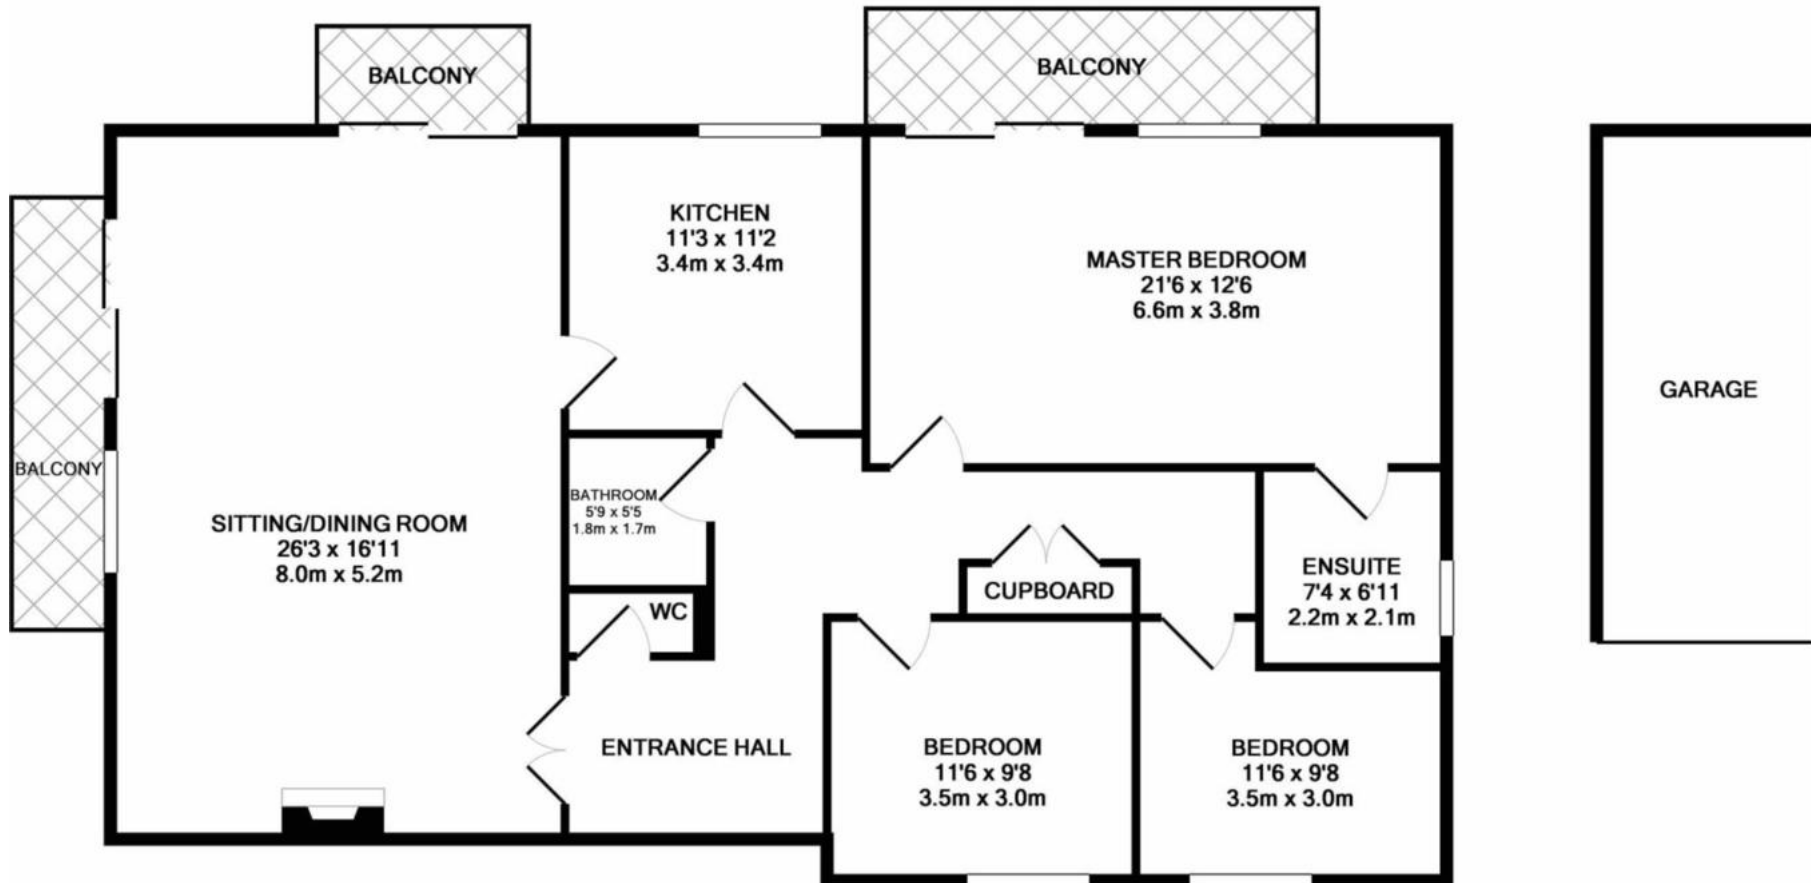 BALCONY
BALCONY
KITCHEN
11'3 x 11'2
3.4m x 3.4m
MASTER BEDROOM
21'6 x 12'6
6.6m x 3.8m
GARAGE
BALCONY
SITTING/DINING ROOM
26'3 x 16'11
8.0m x 5.2m
BATHROOM
5'9 x 5'5
1.8m x 1.7m
WC
CUPBOARD
ENSUITE
7'4 x 6'11
2.2m x 2.1m
ENTRANCE HALL
BEDROOM
11'6 x 9'8
3.5m x 3.0m
BEDROOM
11'6 x 9'8
3.5m x 3.0m